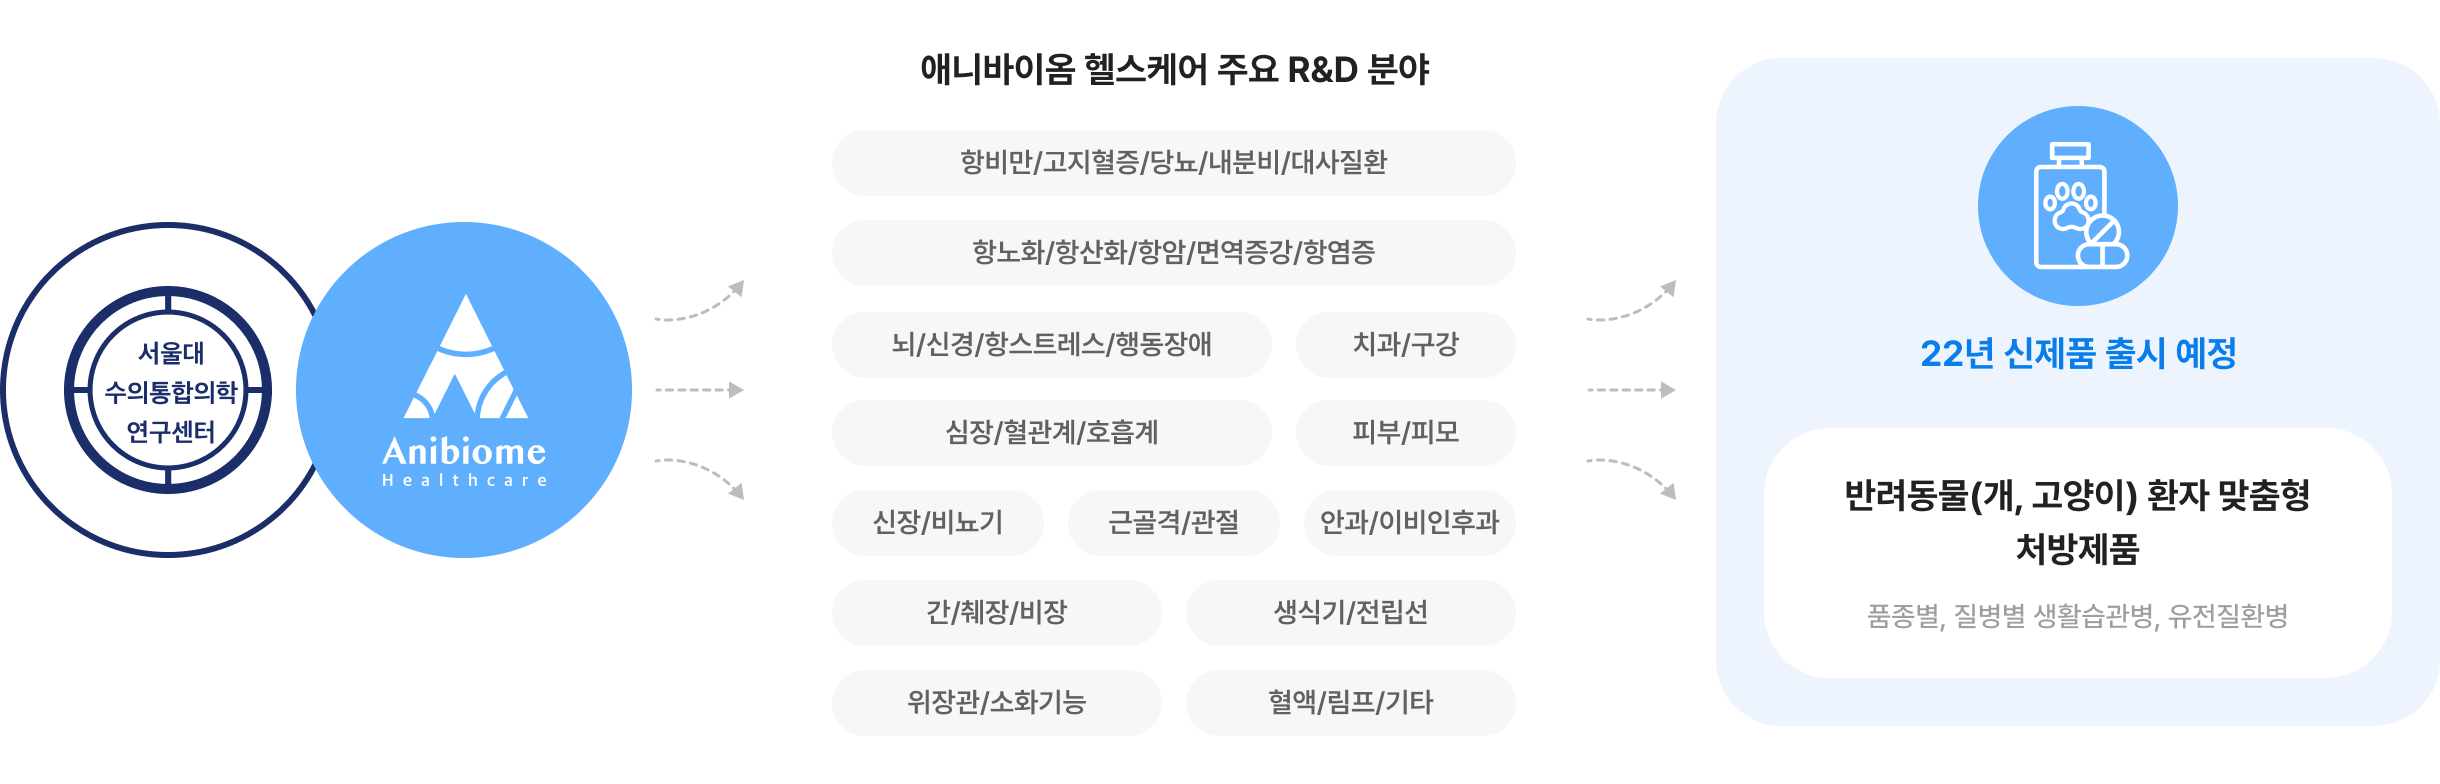 서울대
수의통합의학
연구센터
Anibiome
Healthcare
애니바이옴 헬스케어 주요 R&D 분야
항비만/고지혈증/당뇨/내분비/대사질환
항노화/항산화/항암/면역증강/항염증
뇌/신경/항스트레스/행동장애
치과/구강
심장/혈관계/호흡계
피부/피모
신장/비뇨기
근골격/관절
안과/이비인후과
간/췌장/비장
생식기/전립선
위장관/소화기능
혈액/림프/기타
22년 신제품 출시 예정
반려동물(개, 고양이) 환자 맞춤형
처방제품
품종별, 질병별 생활습관병, 유전질환병